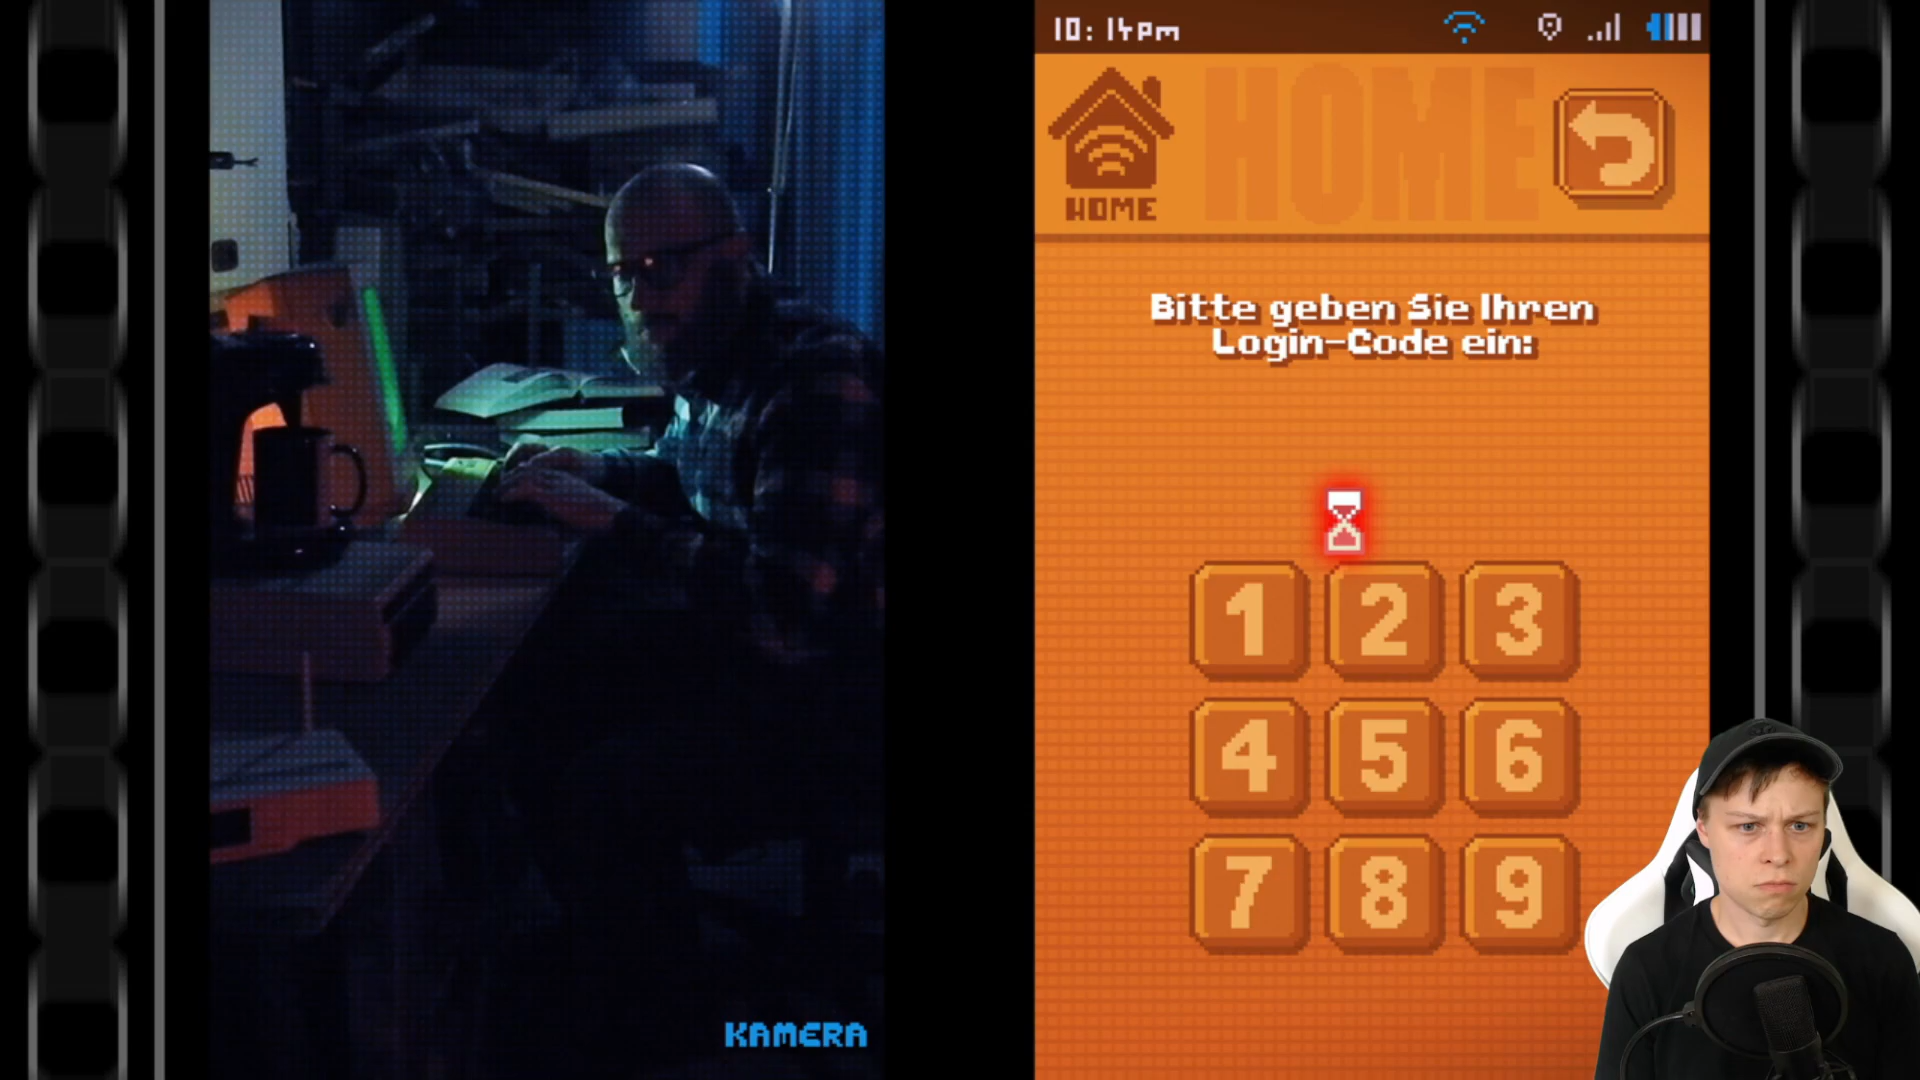 10:14pm
HOME
HOME
Bitte geben Sie Ihren
Login-Code ein:
1 2 3
4 5 6
7 8 9
KAMERA